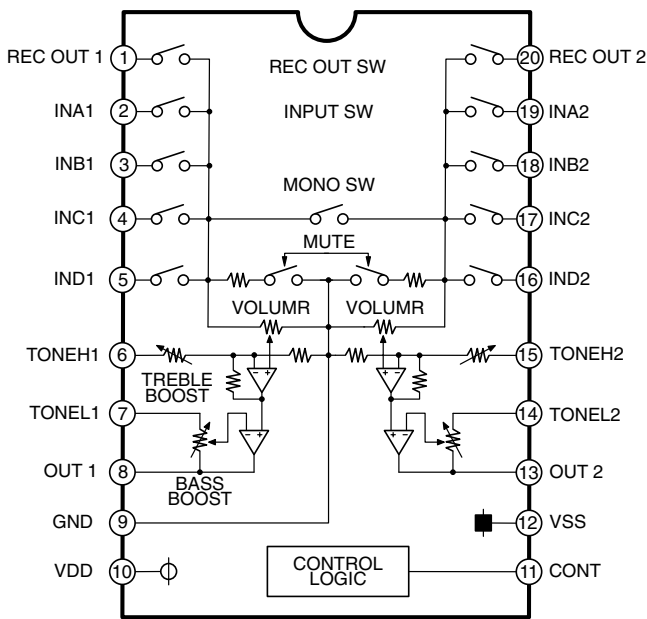 REC OUT 1 1 REC OUT SW 20 REC OUT 2
INA1 2 INPUT SW 19 INA2
INB1 3 18 INB2
MONO SW
INC1 4 17 INC2
MUTE
IND1 5 16 IND2
VOLUMR VOLUMR
TONEH1 6 15 TONEH2
- + - +
TREBLE
BOOST
TONEL1 7 14 TONEL2
- + - +
OUT 1 8 13 OUT 2
BASS
BOOST
GND 9 12 VSS
VDD 10 CONTROL
LOGIC 11 CONT